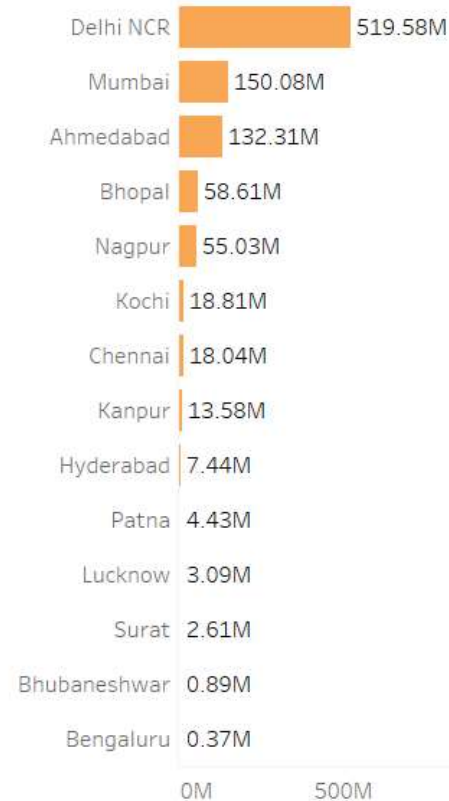 Delhi NCR 519.58M
Mumbai 150.08M
Ahmedabad 132.31M
Bhopal 58.61M
Nagpur 55.03M
Kochi 18.81M
Chennai 18.04M
Kanpur 13.58M
Hyderabad 7.44M
Patna 4.43M
Lucknow 3.09M
Surat 2.61M
Bhubaneshwar 0.89M
Bengaluru 0.37M
0M 500M